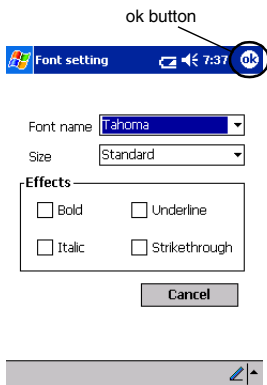 ok button
Font setting 7:37 ok
Font name Tahoma
Size Standard
Effects
Bold Underline
Italic Strikethrough
Cancel